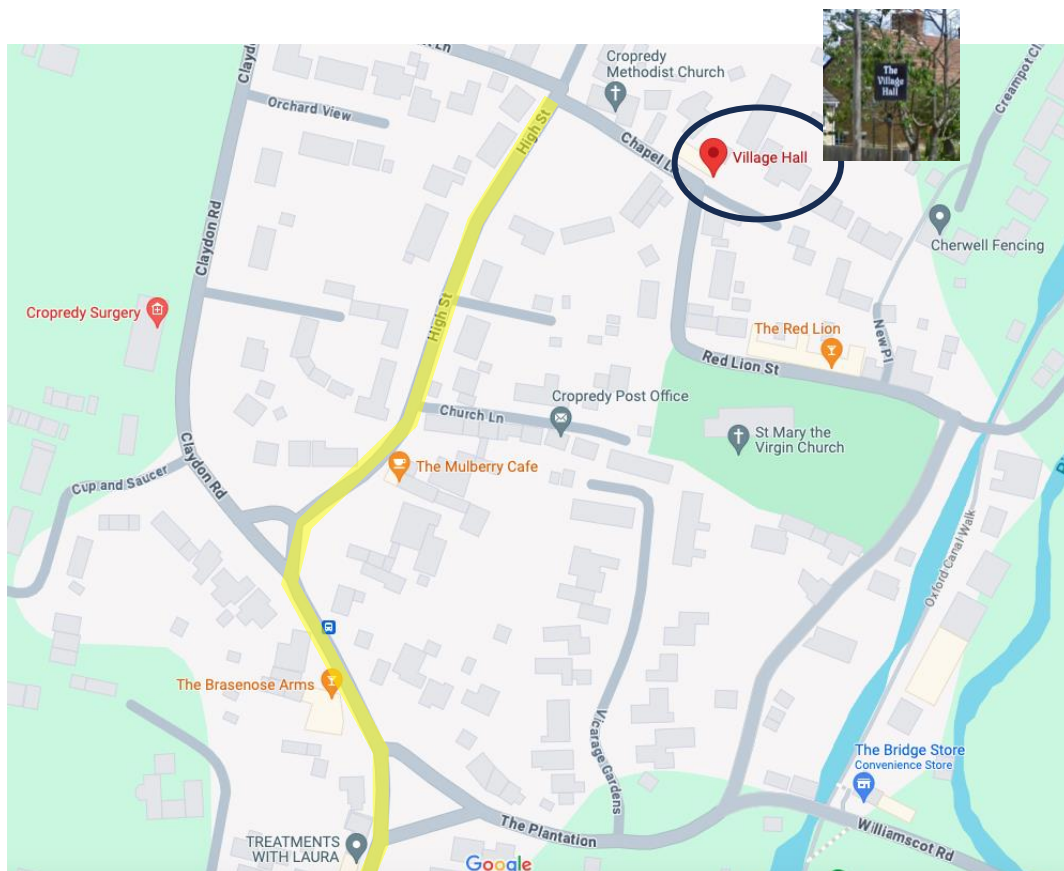 The
Village
Hall
Cropredy
Methodist Church
Claydon
High St
Orchard View
Chapel Ln
Village Hall
Creampot Cl
Claydon Rd
Cherwell Fencing
Cropredy Surgery
High St
The Red Lion
New Pl
Red Lion St
Cropredy Post Office
Church Ln
St Mary the
Virgin Church
Claydon Rd
The Mulberry Cafe
Cup and Saucer
Oxford Canal Walk
The Brasenose Arms
Vicarage Gardens
The Bridge Store
Convenience Store
The Plantation
Williamscot Rd
TREATMENTS
WITH LAURA
Google